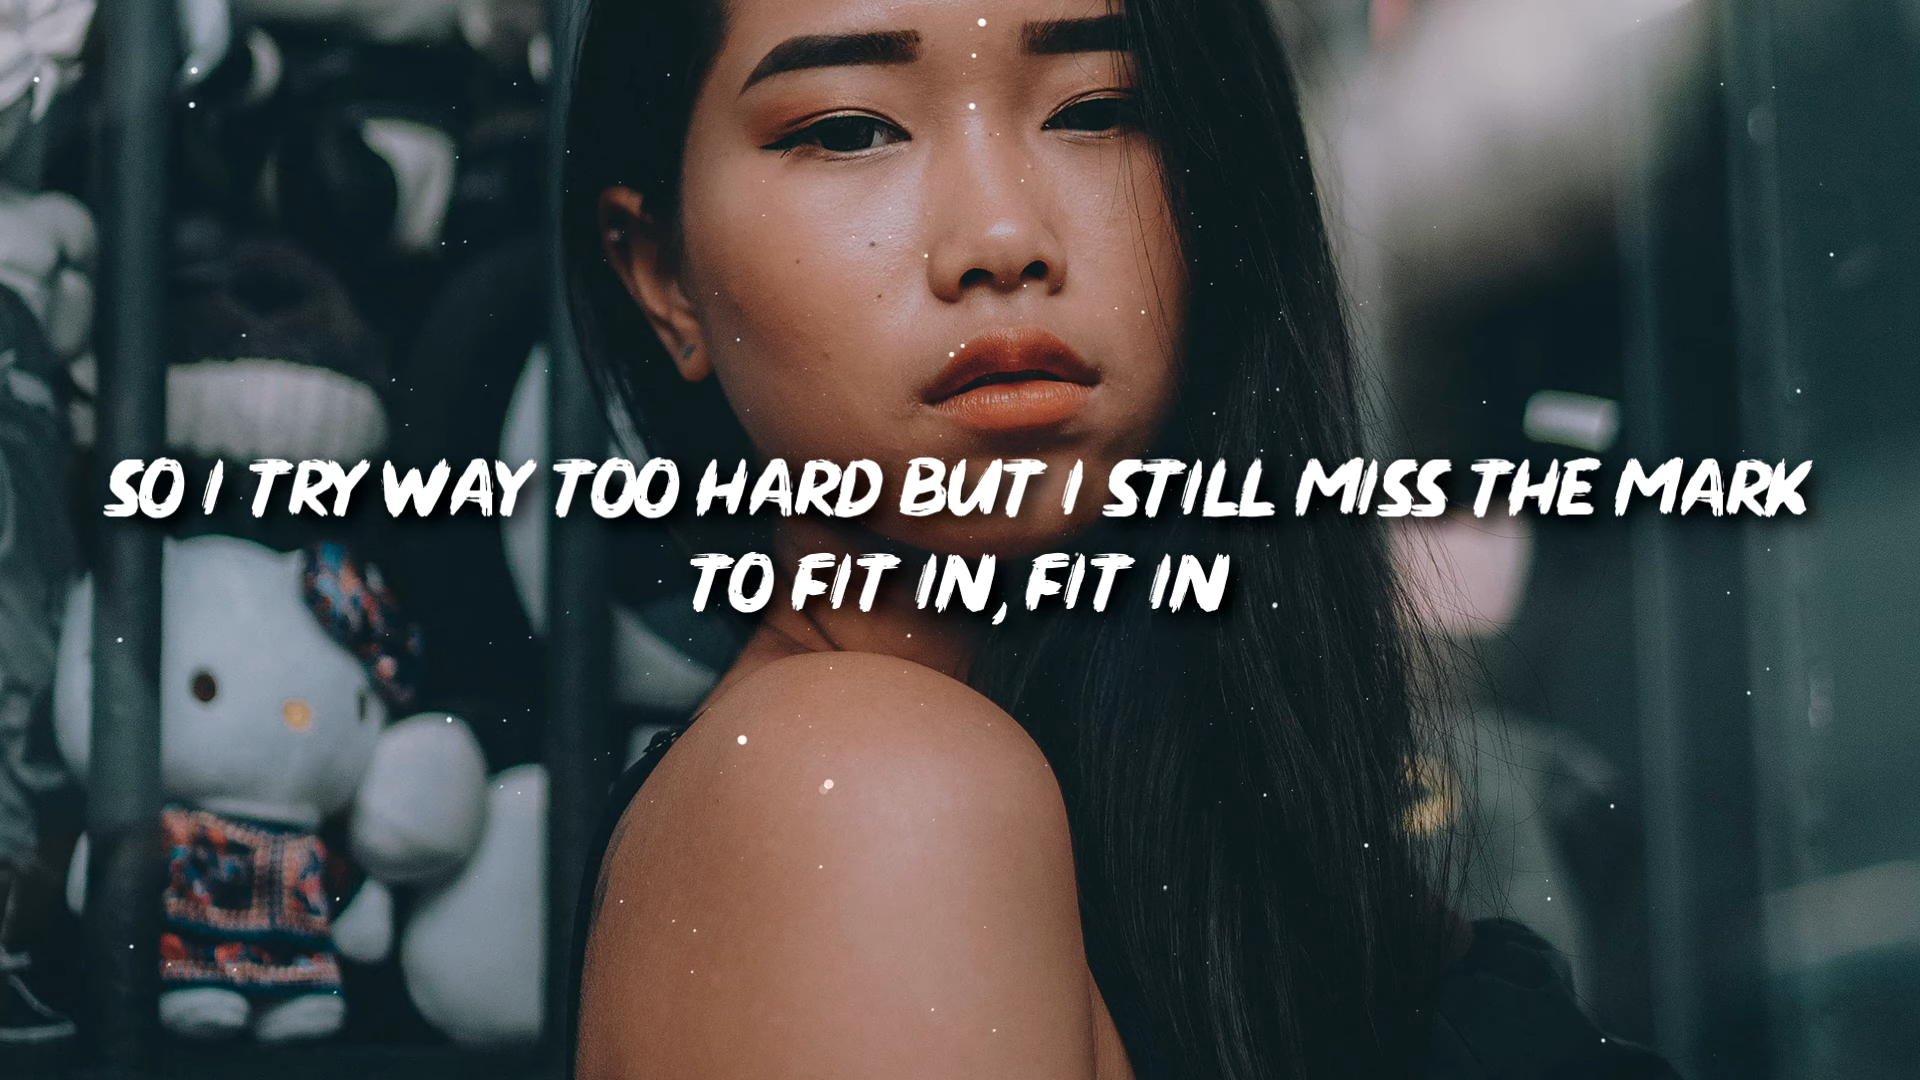 SO I TRY WAY TOO HARD BUT I STILL MISS THE MARK
TO FIT IN, FIT IN